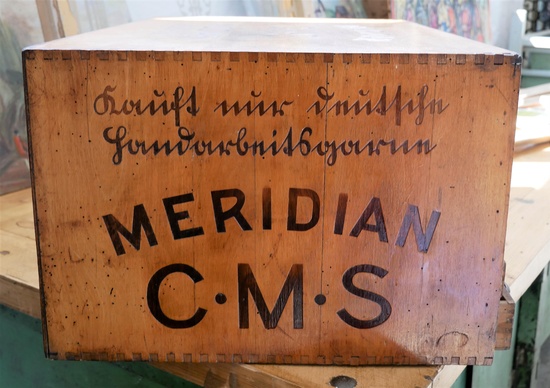 Kauft nur deutsche
Handarbeitsgarne
MERIDIAN
C·M·S